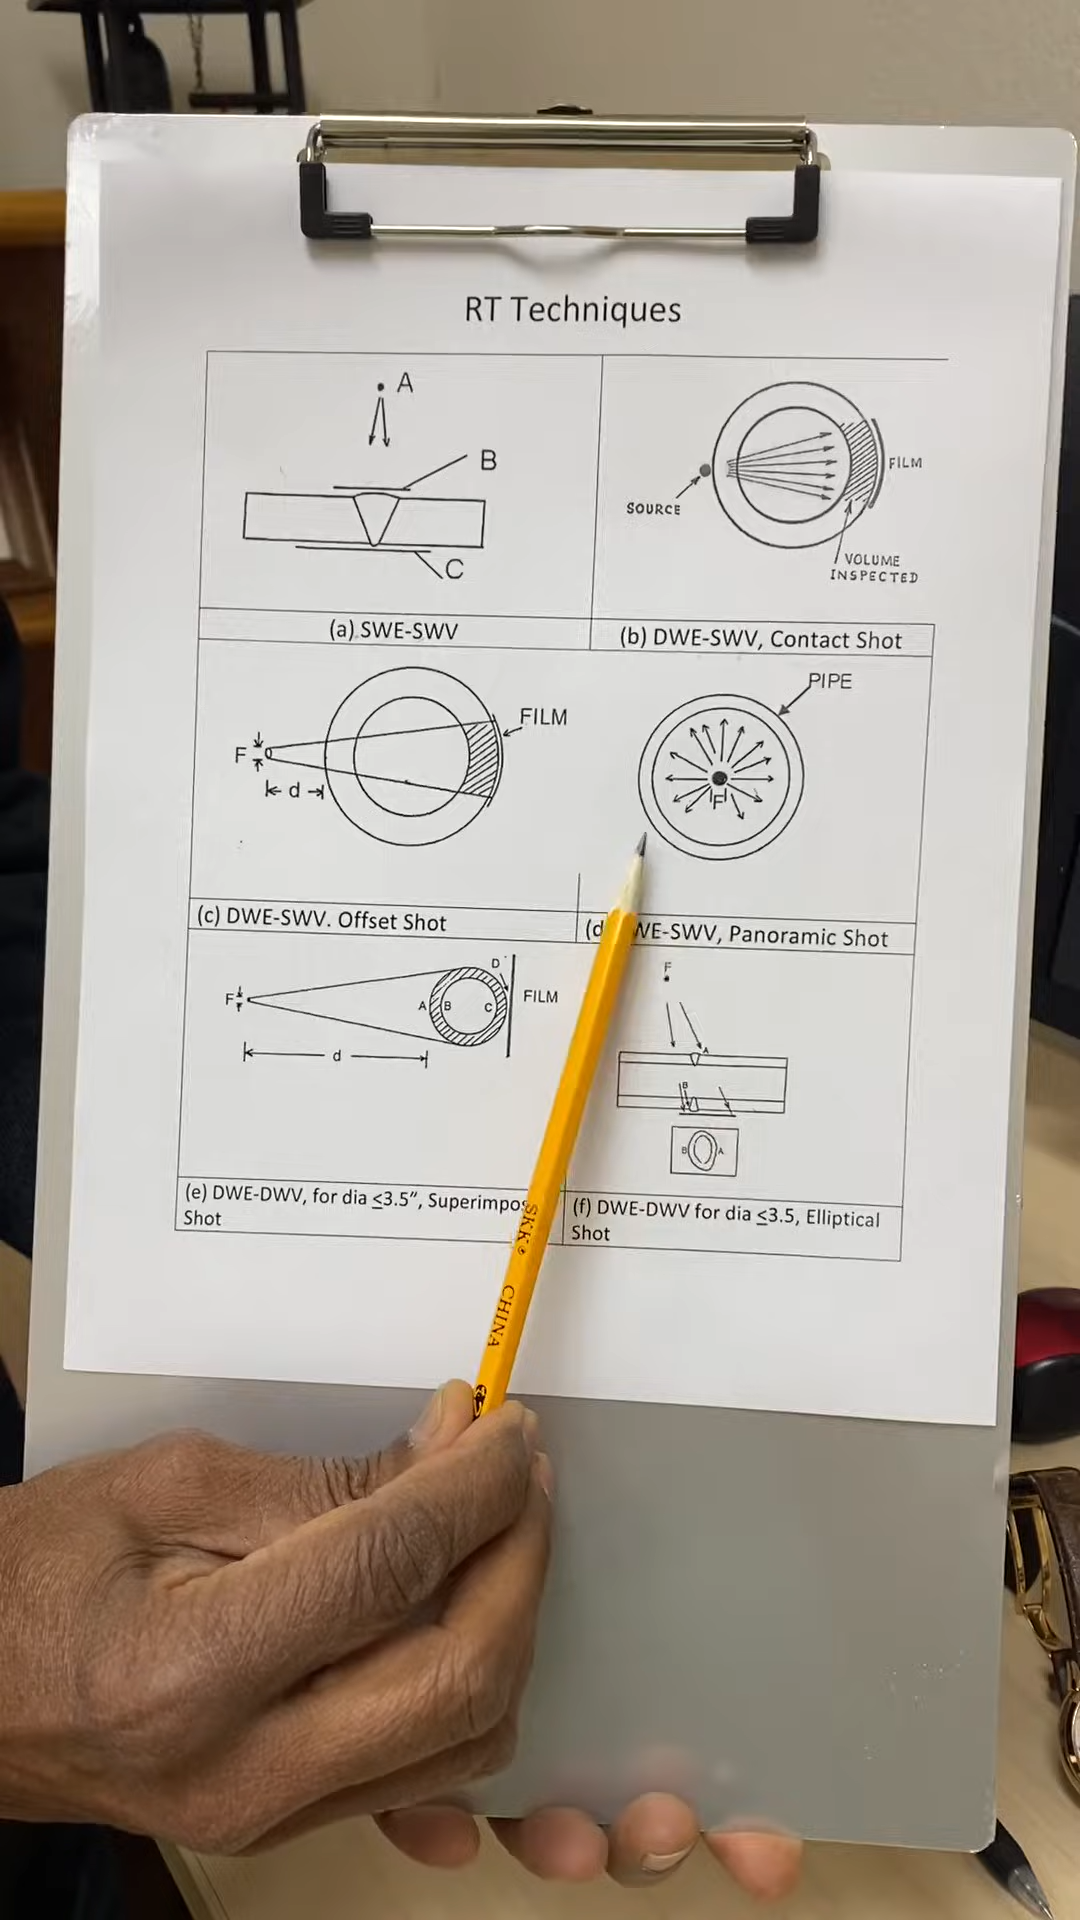 RT Techniques
A
B
C
SOURCE
FILM
VOLUME
INSPECTED
(a) SWE-SWV
(b) DWE-SWV, Contact Shot
F
d
FILM
PIPE
F
(c) DWE-SWV. Offset Shot
(d WE-SWV, Panoramic Shot
F
d
A
B
C
D
FILM
F
A
B
B
A
(e) DWE-DWV, for dia ≤3.5”, Superimpos
Shot
(f) DWE-DWV for dia ≤3.5, Elliptical
Shot
SKK
CHINA